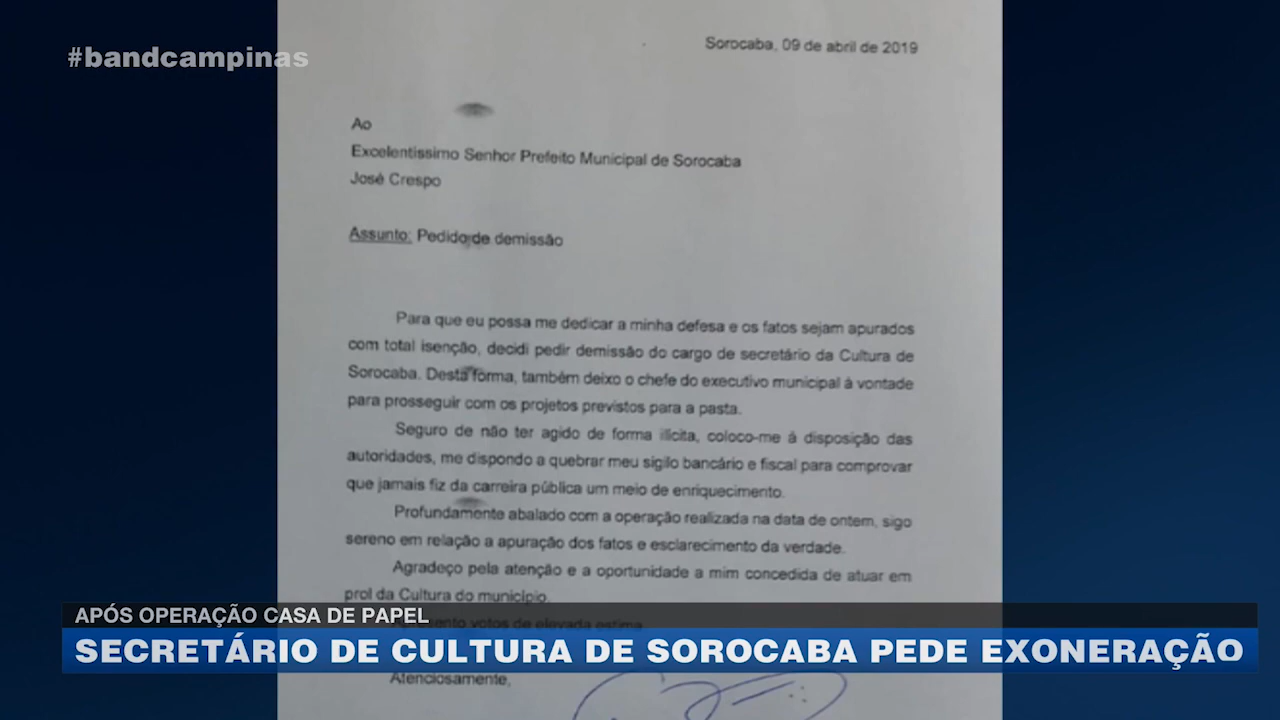 #bandcampinas
Sorocaba, 09 de abril de 2019
Ao
Excelentíssimo Senhor Prefeito Municipal de Sorocaba
José Crespo
Assunto: Pedido de demissão
Para que eu possa me dedicar a minha defesa e os fatos sejam apurados
com total isenção, decidi pedir demissão do cargo de secretário da Cultura de
Sorocaba. Desta forma, também deixo o chefe do executivo municipal à vontade
para prosseguir com os projetos previstos para a pasta.
Seguro de não ter agido de forma ilícita, coloco-me à disposição das
autoridades, me dispondo a quebrar meu sigilo bancário e fiscal para comprovar
que jamais fiz da carreira pública um meio de enriquecimento.
Profundamente abalado com a operação realizada na data de ontem, sigo
sereno em relação a apuração dos fatos e esclarecimento da verdade.
Agradeço pela atenção e a oportunidade a mim concedida de atuar em
prol da Cultura do município.
Apresento votos de elevada estima
APÓS OPERAÇÃO CASA DE PAPEL
SECRETÁRIO DE CULTURA DE SOROCABA PEDE EXONERAÇÃO
Atenciosamente,